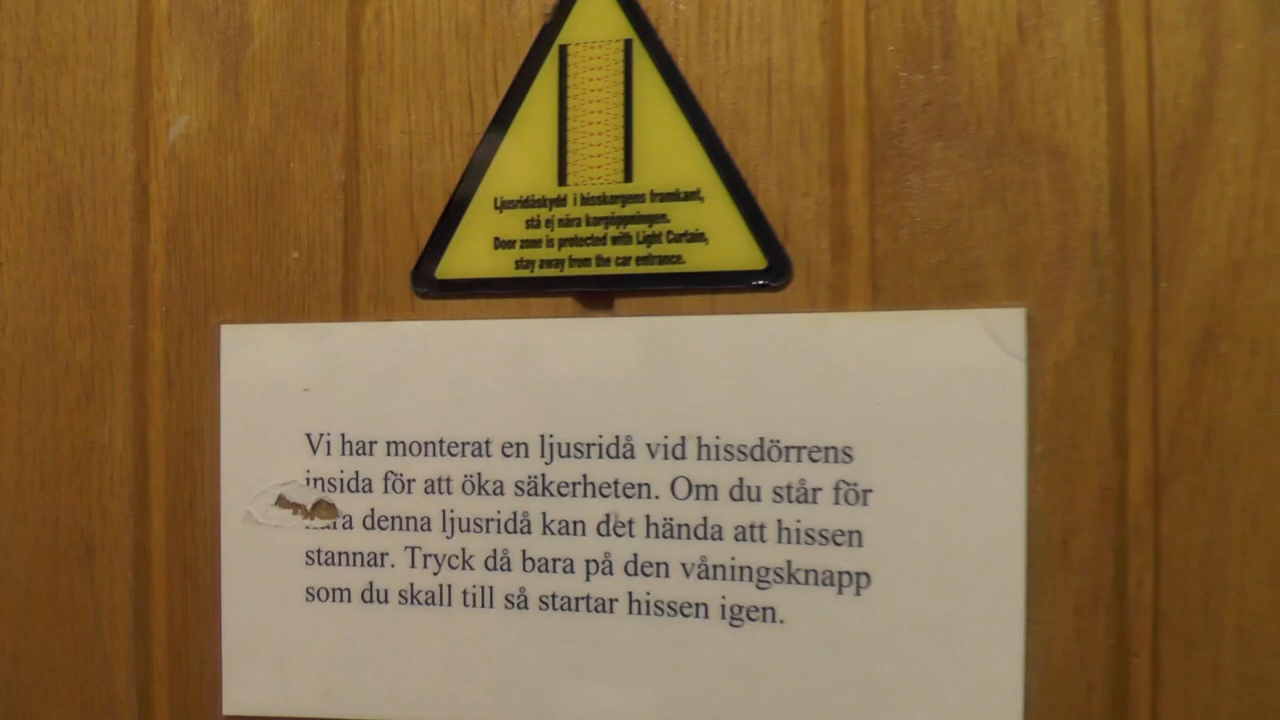 Ljusridåskydd i hisskorgens framkant,
stå ej nära korgöppningen.
Door zone is protected with Light Curtain,
stay away from the car entrance.
Vi har monterat en ljusridå vid hissdörrens
insida för att öka säkerheten. Om du står för
nära denna ljusridå kan det hända att hissen
stannar. Tryck då bara på den våningsknapp
som du skall till så startar hissen igen.